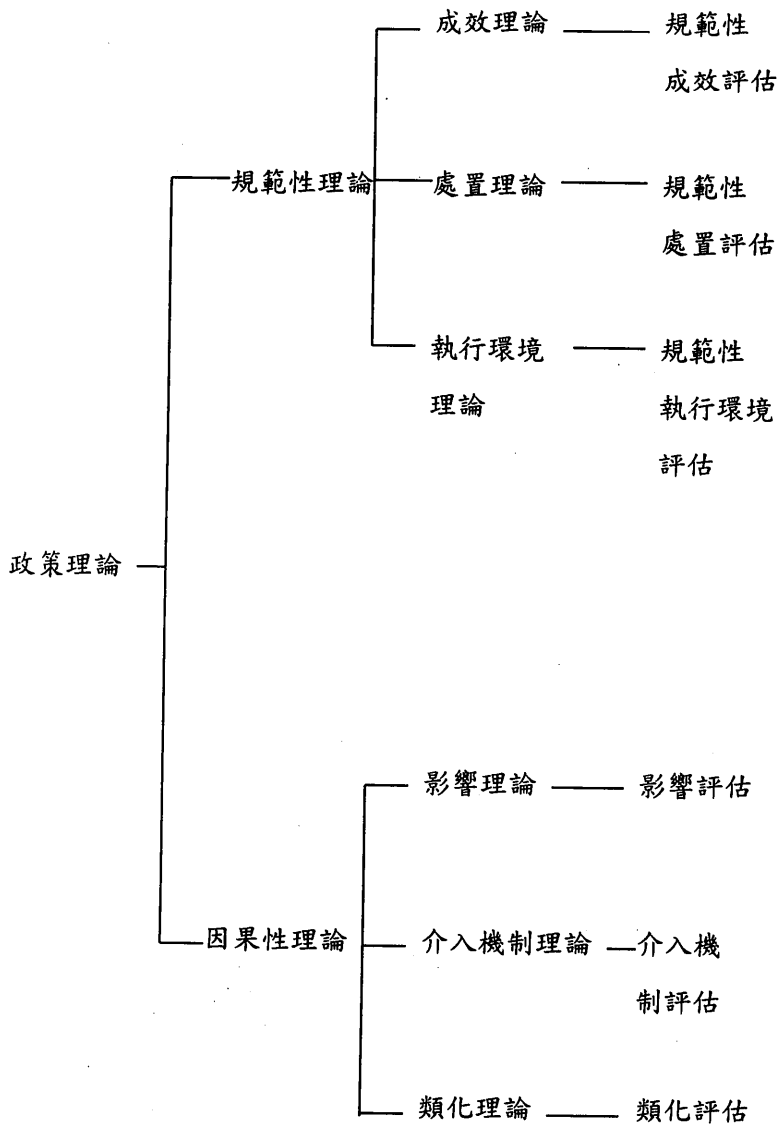 成效理論
規範性
成效評估
規範性理論
處置理論
規範性
處置評估
執行環境
理論
規範性
執行環境
評估
政策理論
影響理論
影響評估
因果性理論
介入機制理論
介入機
制評估
類化理論
類化評估